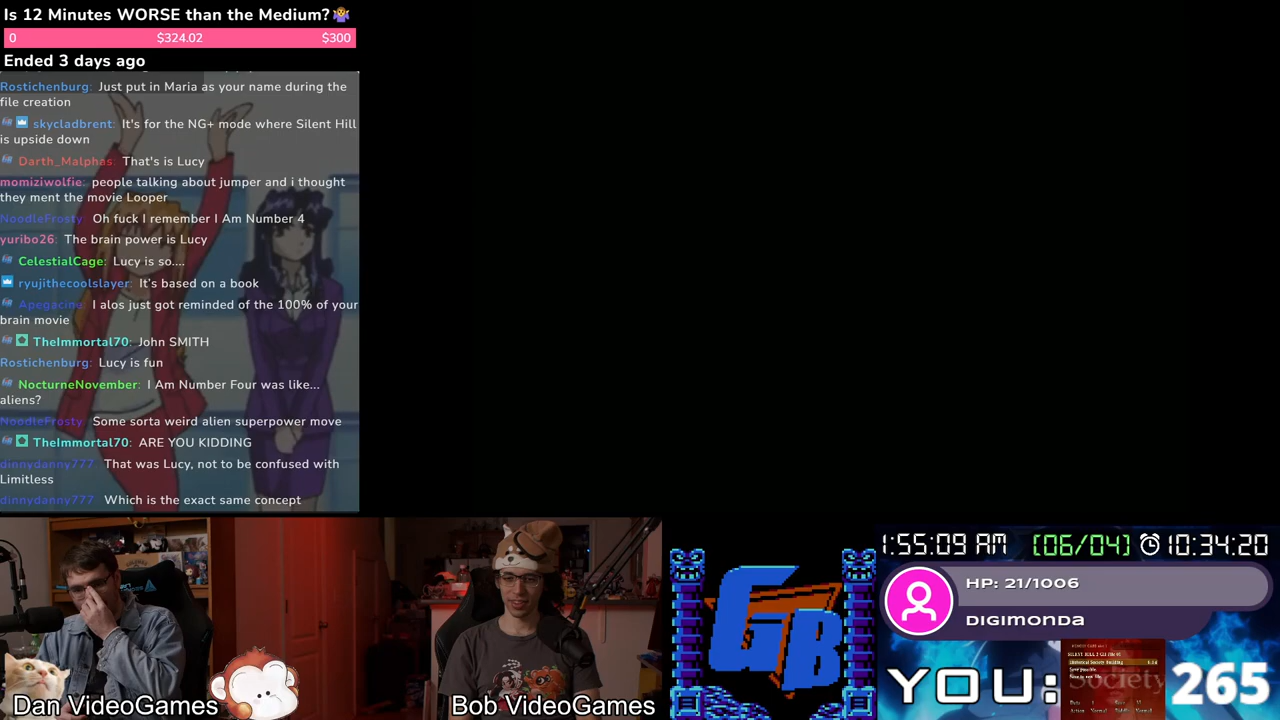 Is 12 Minutes WORSE than the Medium?🤷‍♀️
0 $324.02 $300
Ended 3 days ago
Rostichenburg: Just put in Maria as your name during the
file creation
skycladbrent: It's for the NG+ mode where Silent Hill
is upside down
Darth_Malphas: That's is Lucy
momiziwolfie: people talking about jumper and i thought
they ment the movie Looper
NoodleFrosty: Oh fuck I remember I Am Number 4
yuribo26: The brain power is Lucy
CelestialCage: Lucy is so....
ryujithecoolslayer: It's based on a book
Apegacine: I alos just got reminded of the 100% of your
brain movie
TheImmortal70: John SMITH
Rostichenburg: Lucy is fun
NocturneNovember: I Am Number Four was like...
aliens?
NoodleFrosty: Some sorta weird alien superpower move
TheImmortal70: ARE YOU KIDDING
dinnydanny777: That was Lucy, not to be confused with
Limitless
dinnydanny777: Which is the exact same concept
Dan VideoGames
Bob VideoGames
GB
1:55:09 AM [06/04] 10:34:20
HP: 21/1006
DIGIMONDA
YOU:
Society
265